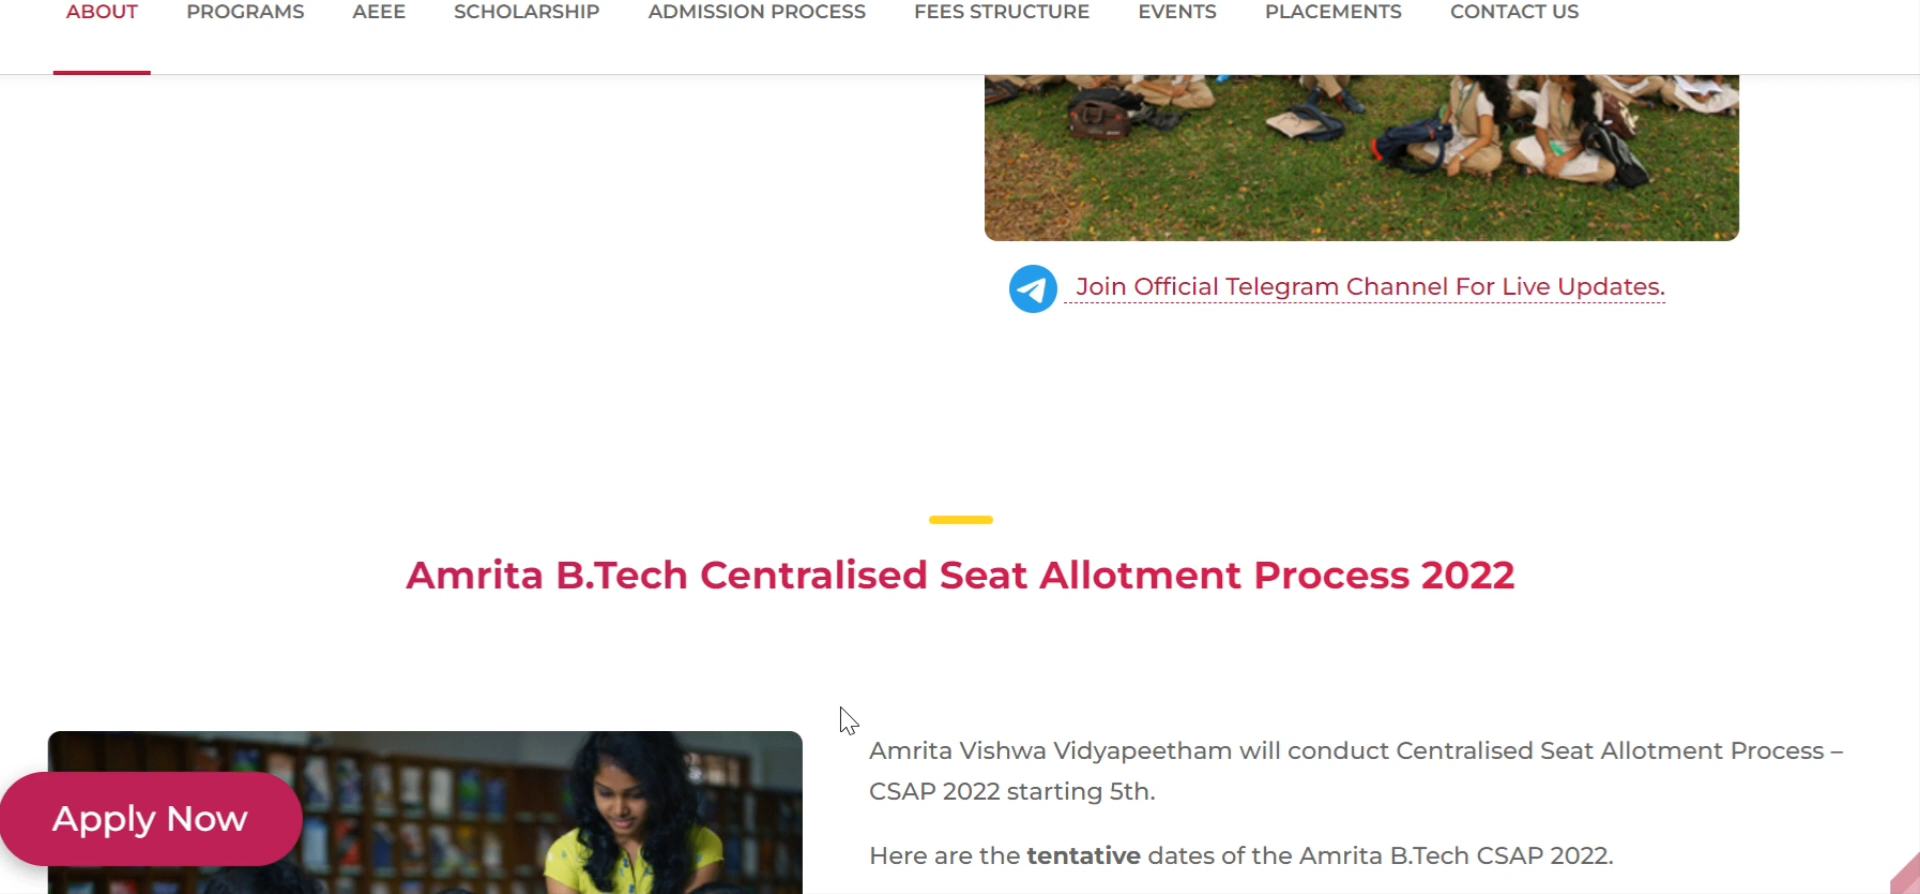 ABOUT PROGRAMS AEEE SCHOLARSHIP ADMISSION PROCESS FEES STRUCTURE EVENTS PLACEMENTS CONTACT US
Join Official Telegram Channel For Live Updates.
Amrita B.Tech Centralised Seat Allotment Process 2022
Amrita Vishwa Vidyapeetham will conduct Centralised Seat Allotment Process –
CSAP 2022 starting 5th.
Apply Now
Here are the tentative dates of the Amrita B.Tech CSAP 2022.